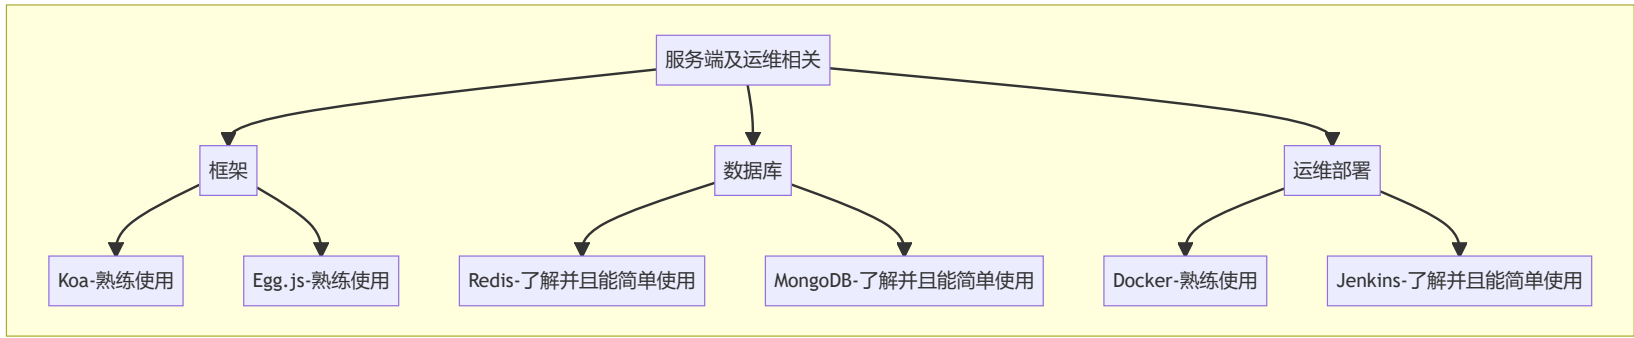 服务端及运维相关
框架
数据库
运维部署
Koa-熟练使用
Egg.js-熟练使用
Redis-了解并且能简单使用
MongoDB-了解并且能简单使用
Docker-熟练使用
Jenkins-了解并且能简单使用